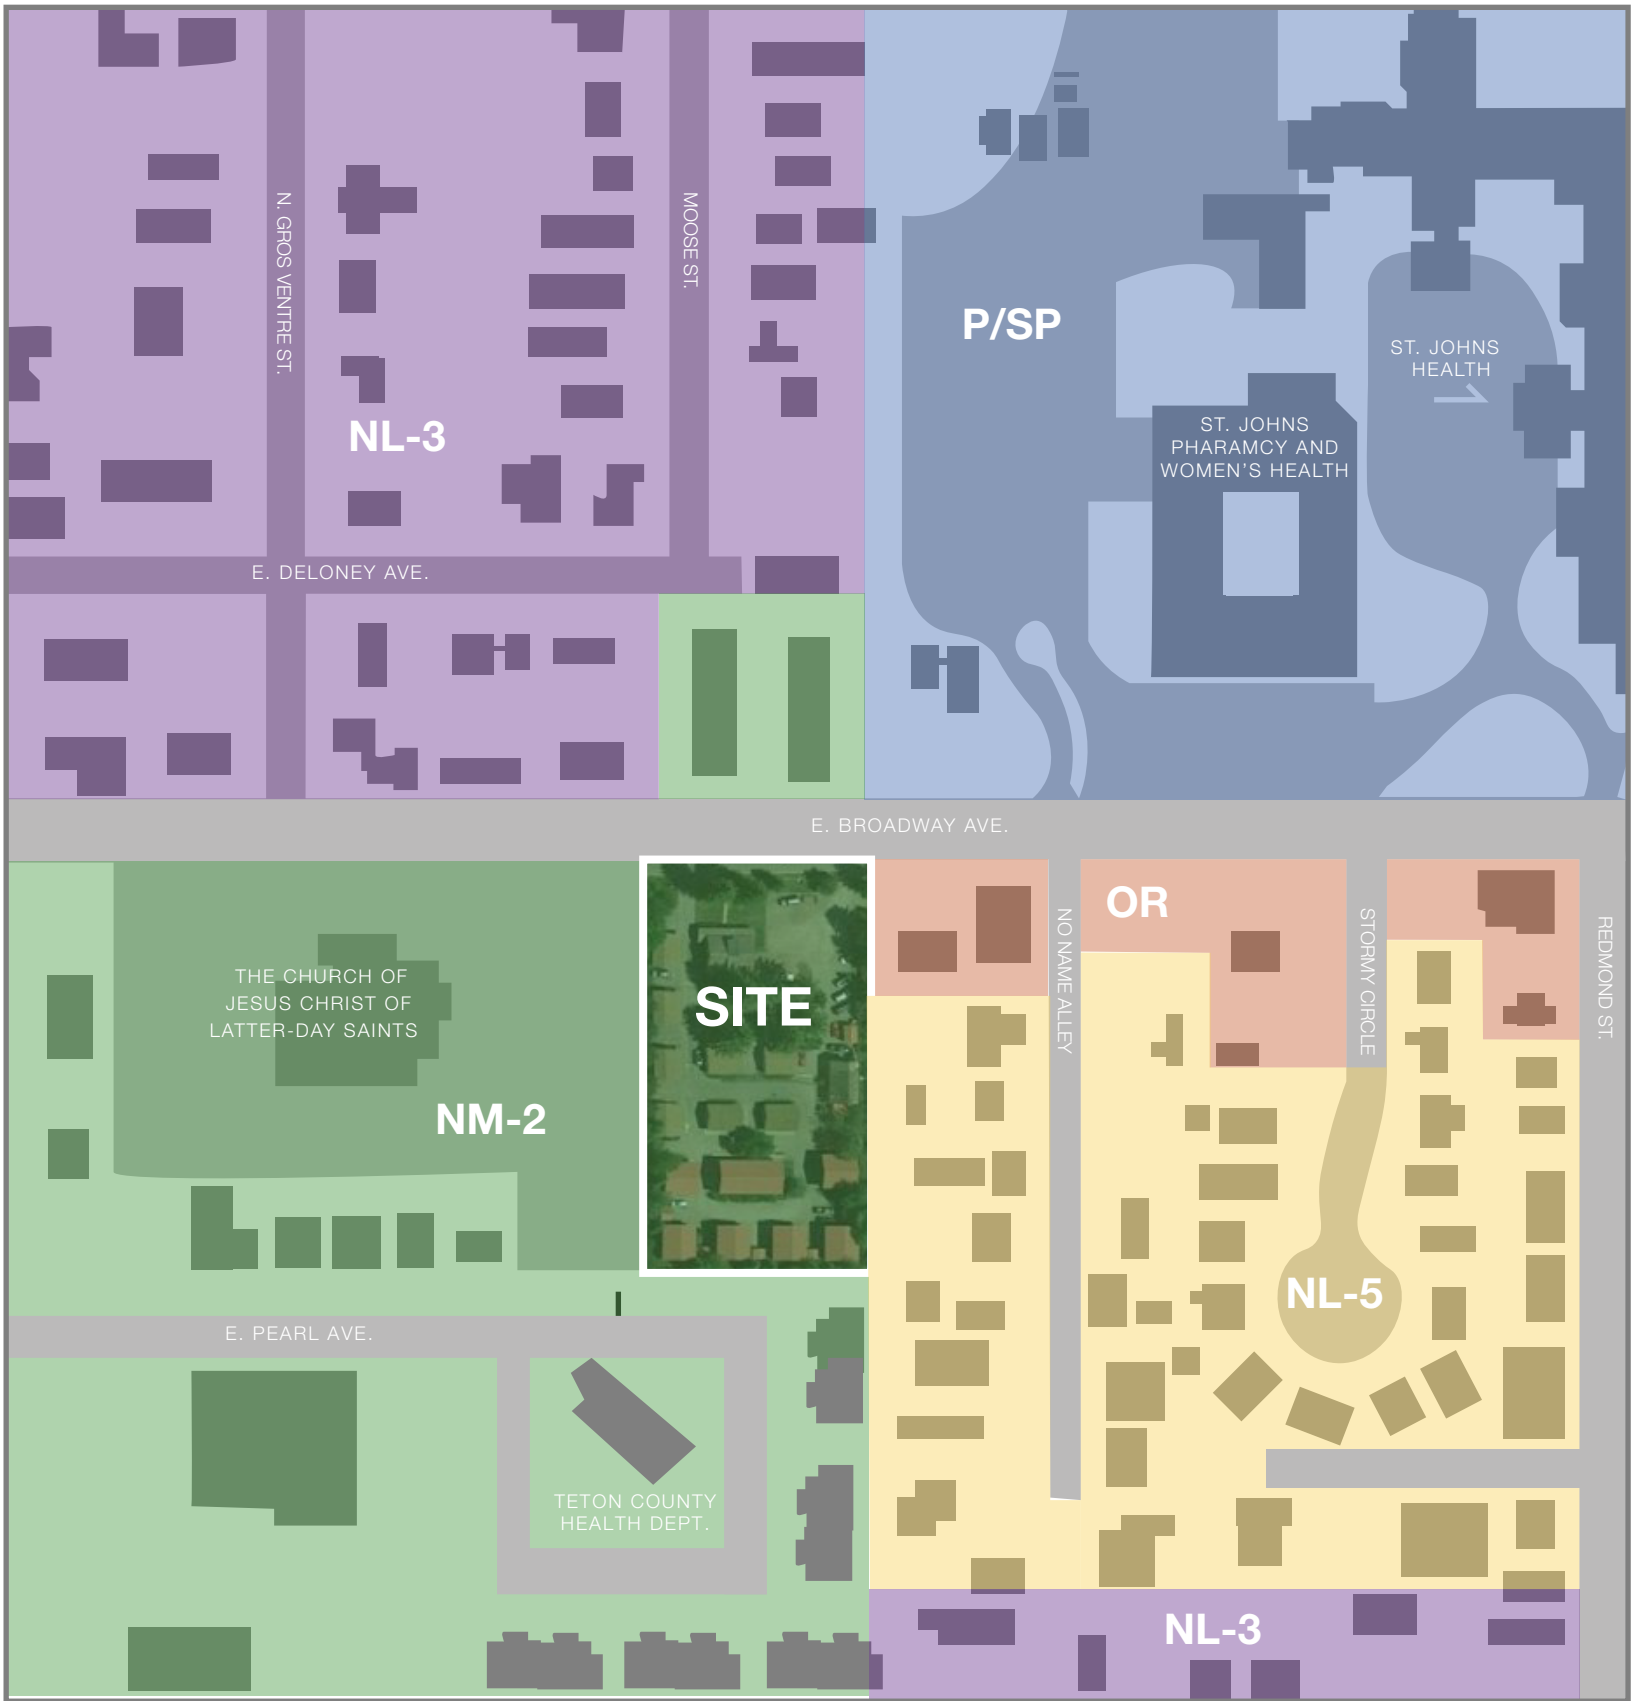 N. GROS VENTRE ST.
MOOSE ST.
P/SP
ST. JOHNS
HEALTH
NL-3
ST. JOHNS
PHARAMCY AND
WOMEN'S HEALTH
E. DELONEY AVE.
E. BROADWAY AVE.
OR
NO NAME ALLEY
STORMY CIRCLE
REDMOND ST.
THE CHURCH OF
JESUS CHRIST OF
LATTER-DAY SAINTS
SITE
NM-2
NL-5
E. PEARL AVE.
TETON COUNTY
HEALTH DEPT.
NL-3